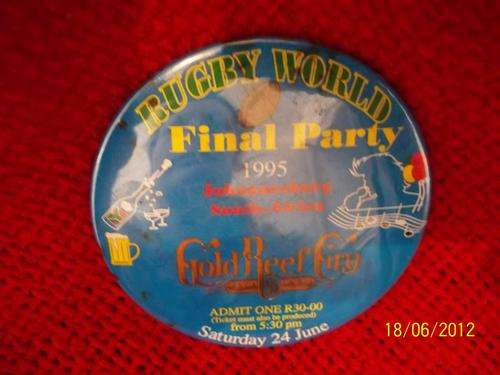 RUGBY WORLD
Final Party
1995
Johannesburg
South Africa
Gold Reef City
ADMIT ONE R30-00
(Ticket must also be produced)
from 5:30 pm
Saturday 24 June
18/06/2012